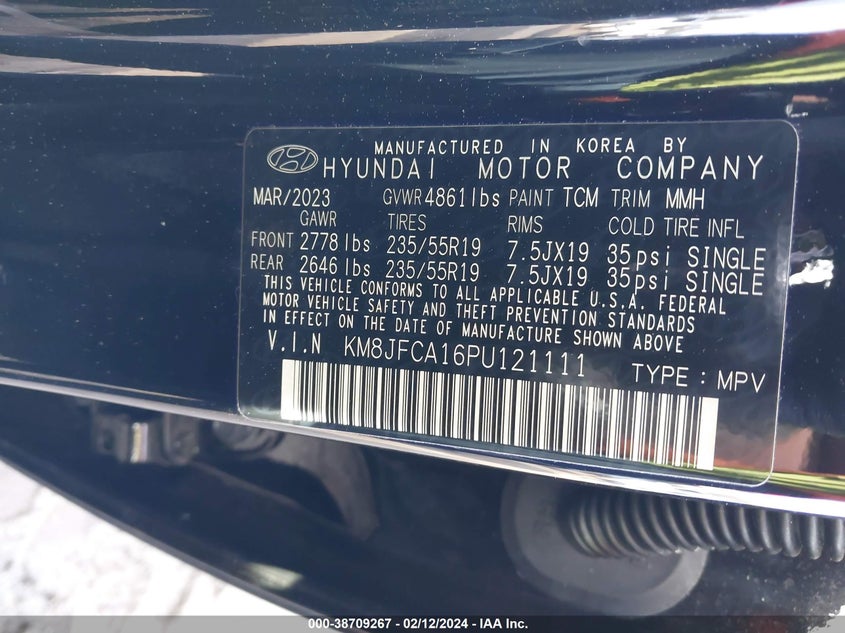 MANUFACTURED IN KOREA BY
HYUNDAI MOTOR COMPANY
MAR/2023 GVWR 4861 lbs PAINT TCM TRIM MMH
GAWR TIRES RIMS COLD TIRE INFL
FRONT 2778 lbs 235/55R19 7.5JX19 35psi SINGLE
REAR 2646 lbs 235/55R19 7.5JX19 35psi SINGLE
THIS VEHICLE CONFORMS TO ALL APPLICABLE U.S.A. FEDERAL
MOTOR VEHICLE SAFETY AND THEFT PREVENTION STANDARDS
IN EFFECT ON THE DATE OF MANUFACTURE SHOWN ABOVE
V.I.N KM8JFCA16PU121111 TYPE : MPV
000-38709267 - 02/12/2024 - IAA Inc.